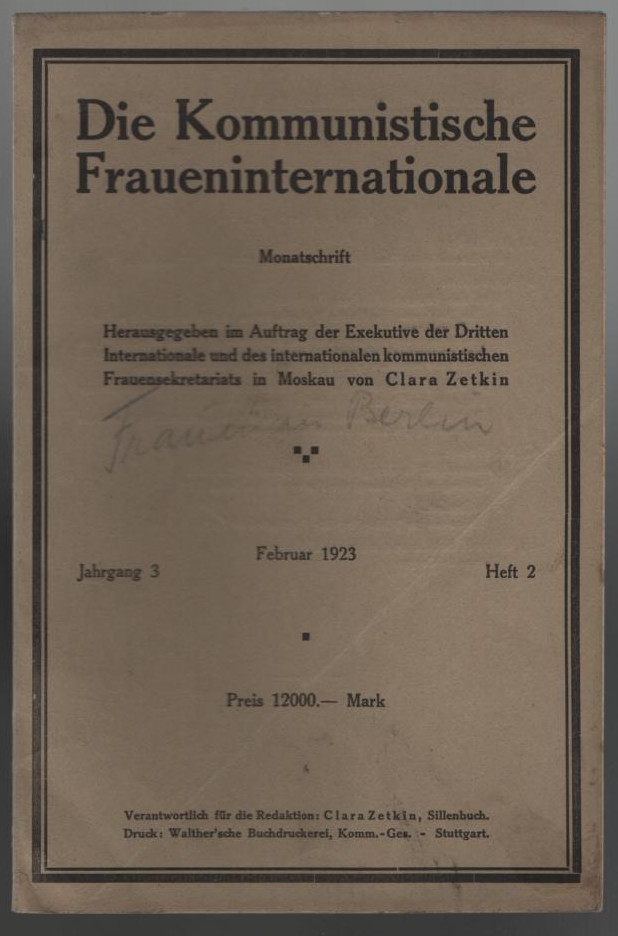 Die Kommunistische
Fraueninternationale
Monatschrift
Herausgegeben im Auftrag der Exekutive der Dritten
Internationale und des internationalen kommunistischen
Frauensekretariats in Moskau von Clara Zetkin
Berlin
Februar 1923
Jahrgang 3
Heft 2
Preis 12000.— Mark
Verantwortlich für die Redaktion: Clara Zetkin, Sillenbuch.
Druck: Walther'sche Buchdruckerei, Komm.-Ges. - Stuttgart.